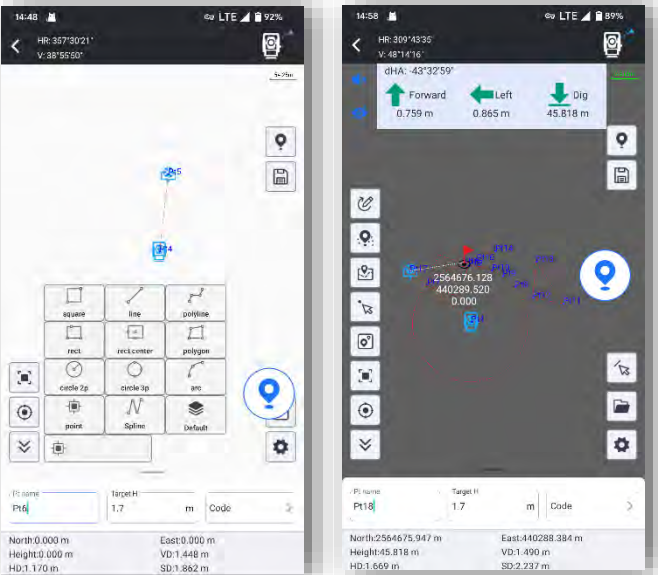 14:48
LTE 92%
HR: 357°30'21"
V: 38°55'50"
5=25m
Pt5
Pt4
square
line
polyline
rect
rect.center
polygon
circle 2p
circle 3p
arc
point
Spline
Default
Pt name
Pt6
Target H
1.7 m
Code
North:0.000 m
East:0.000 m
Height:0.000 m
VD:1.448 m
HD:1.170 m
SD:1.862 m
14:58
LTE 89%
HR: 309°43'35"
V: 48°14'16"
dHA: -43°32'59"
Forward
Left
Dig
0.759 m
0.865 m
45.818 m
2564676.128
440289.520
0.000
Pt name
Pt18
Target H
1.7 m
Code
North:2564675.947 m
East:440288.384 m
Height:45.818 m
VD:1.490 m
HD:1.669 m
SD:2.237 m